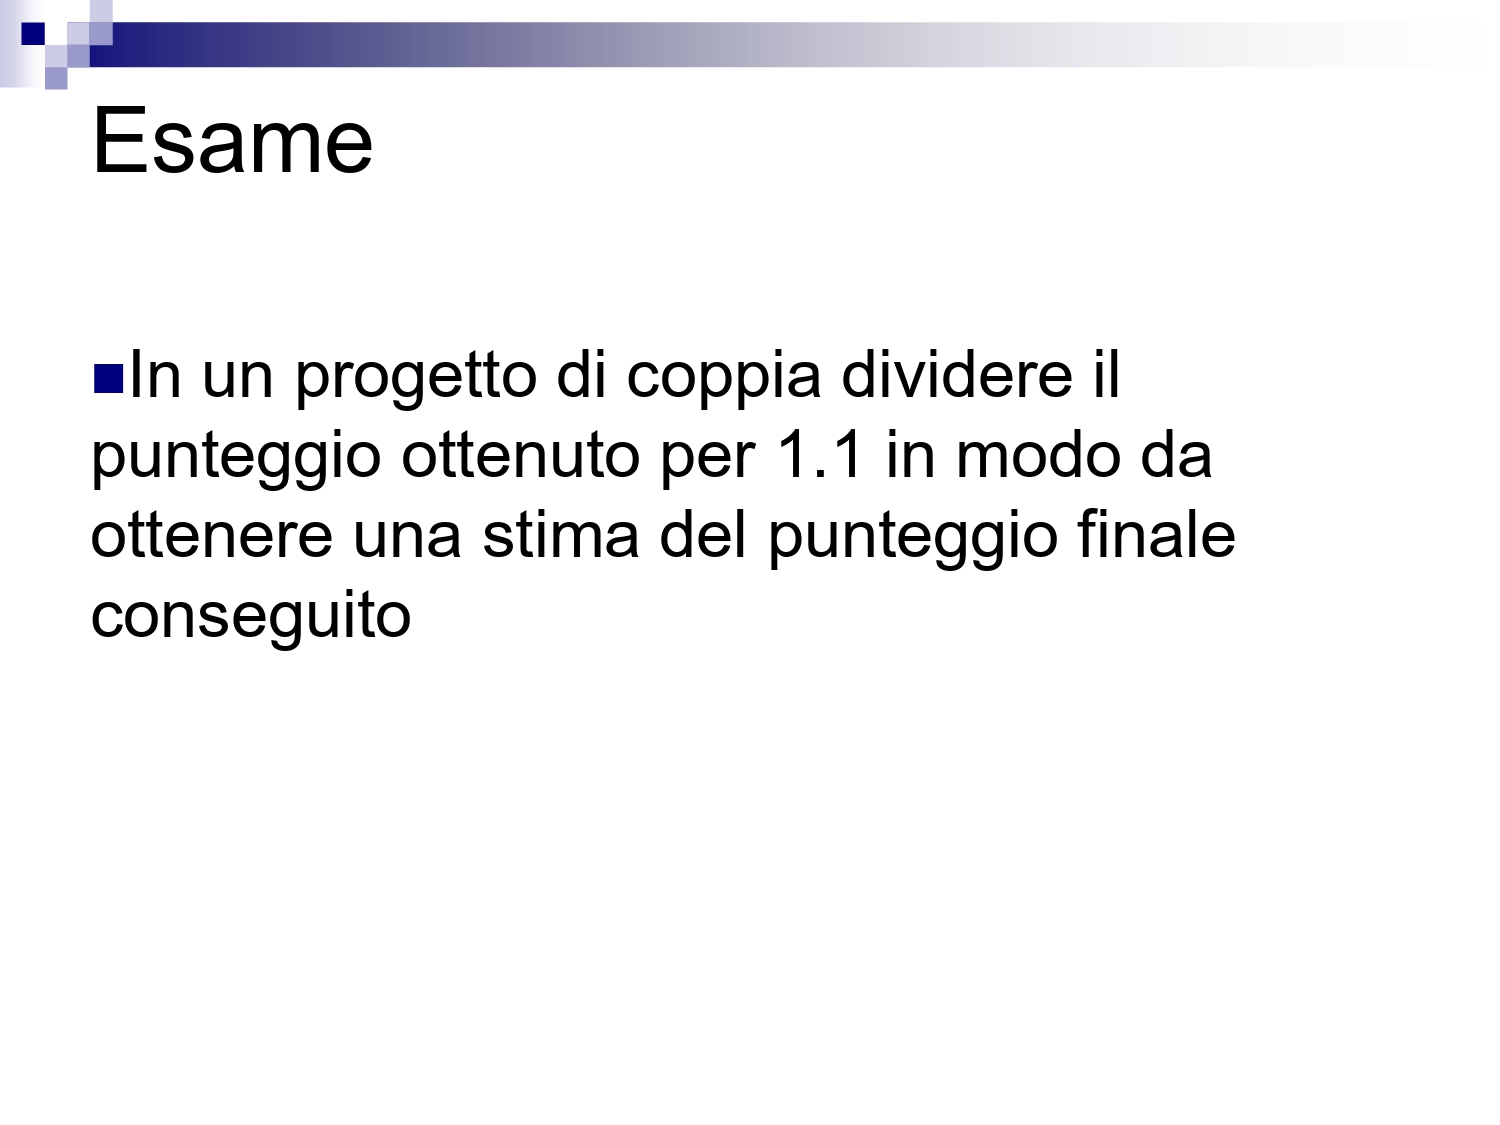 Esame
In un progetto di coppia dividere il
punteggio ottenuto per 1.1 in modo da
ottenere una stima del punteggio finale
conseguito